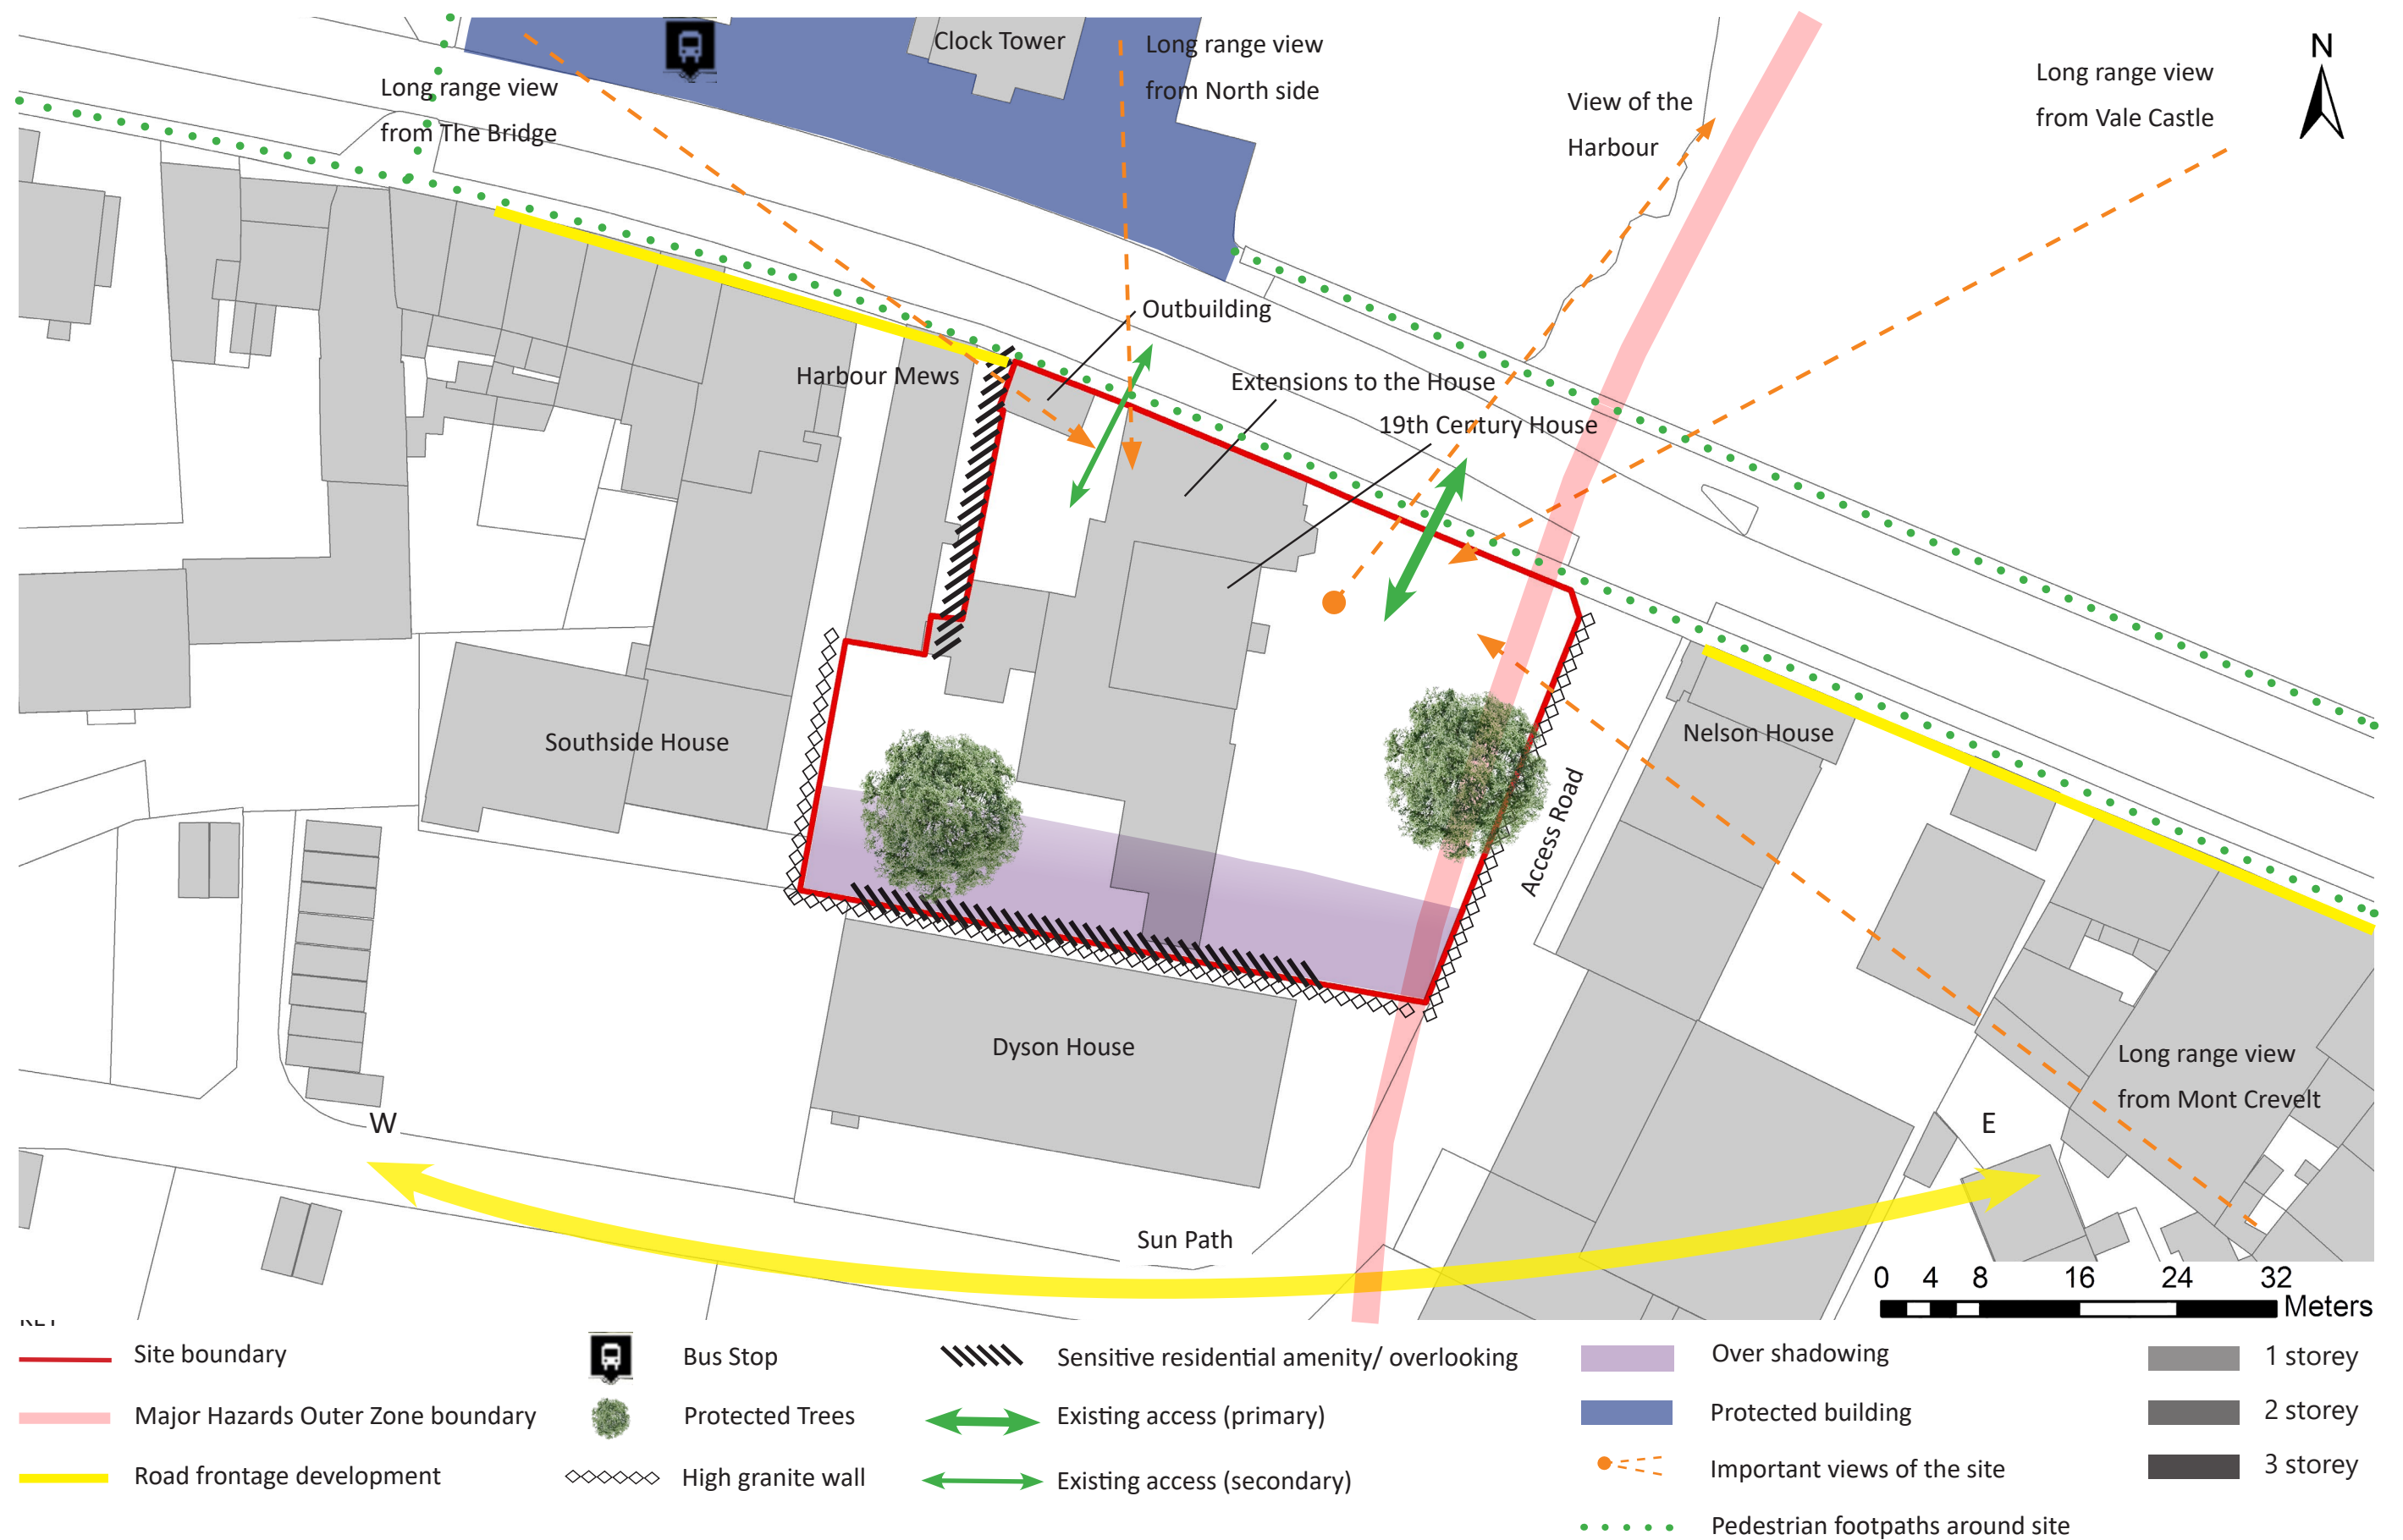 Clock Tower
Long range view
from North side
N
Long range view
from Vale Castle
Long range view
from The Bridge
View of the
Harbour
Outbuilding
Harbour Mews
Extensions to the House
19th Century House
Southside House
Nelson House
Access Road
Dyson House
Long range view
from Mont Crevelt
W
E
Sun Path
0 4 8 16 24 32
Meters
Site boundary
Bus Stop
Sensitive residential amenity/ overlooking
Over shadowing
1 storey
Major Hazards Outer Zone boundary
Protected Trees
Existing access (primary)
Protected building
2 storey
Road frontage development
High granite wall
Existing access (secondary)
Important views of the site
3 storey
Pedestrian footpaths around site